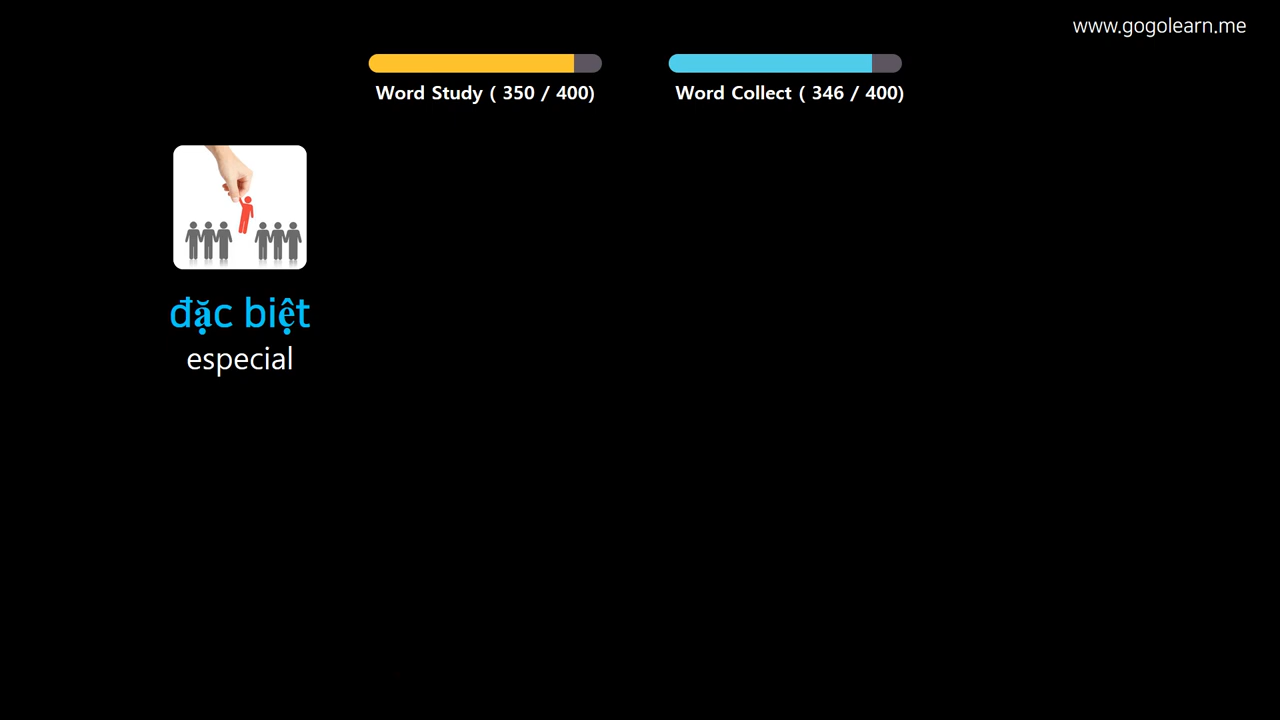 www.gogolearn.me
Word Study ( 350 / 400)
Word Collect ( 346 / 400)
đặc biệt
especial